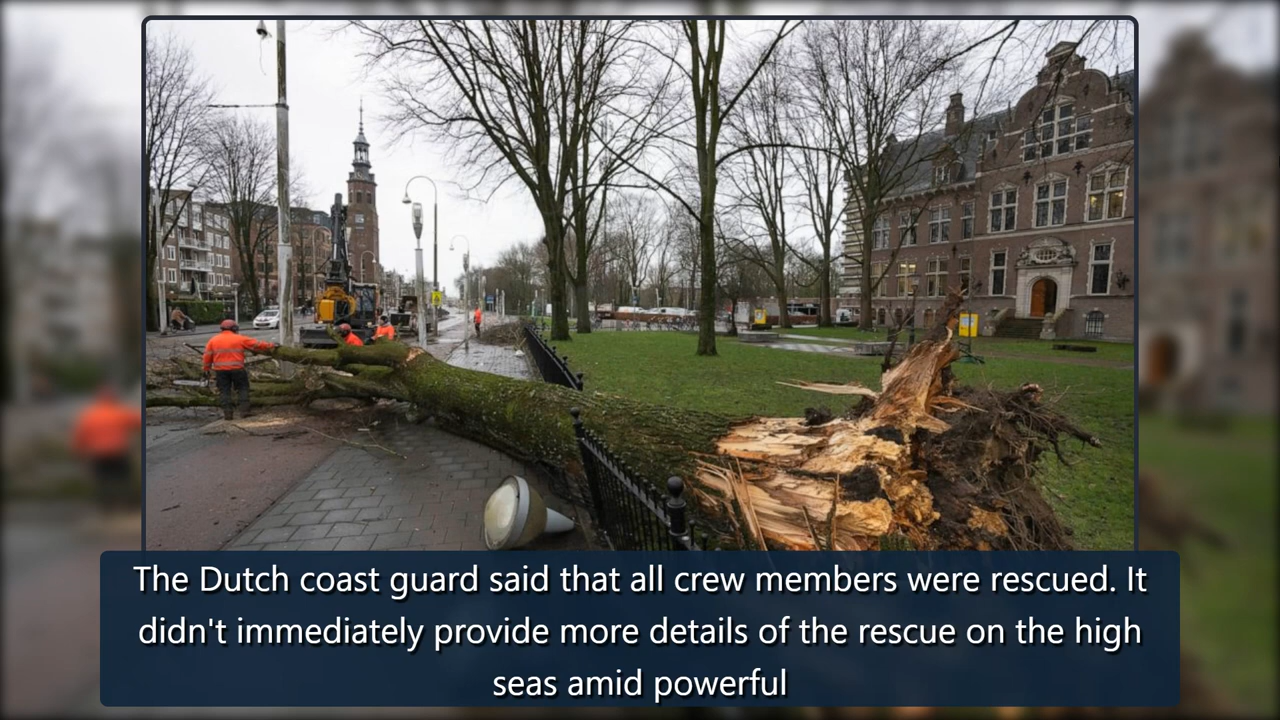 The Dutch coast guard said that all crew members were rescued. It
didn't immediately provide more details of the rescue on the high
seas amid powerful